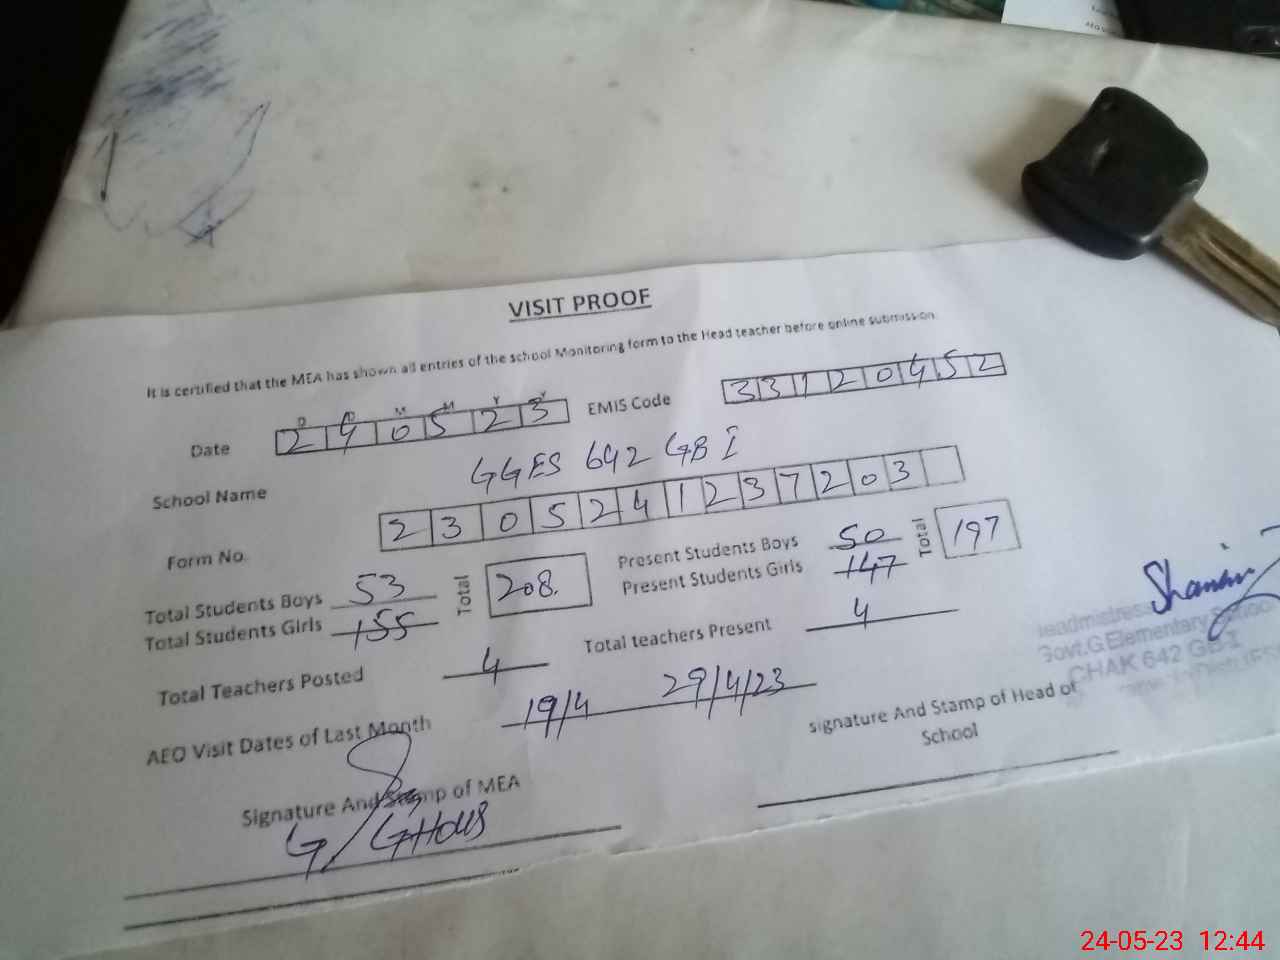 VISIT PROOF
It is certified that the MEA has shown all entries of the school Monitoring form to the Head teacher before online submission.
D D M M Y Y
Date 240523 EMIS Code 33120452
School Name GGES 642 GB I
Form No. 2305241237203
Total Students Boys 53 Total 208. Present Students Boys 50 Total 197
Total Students Girls 155 Present Students Girls 147
Total Teachers Posted 4 Total teachers Present 4
AEO Visit Dates of Last Month 19/4 29/4/23
Headmistress
Govt.G Elementary School
CHAK 642 GB I
Signature And Stamp of MEA signature And Stamp of Head of School
GHOUS
24-05-23 12:44